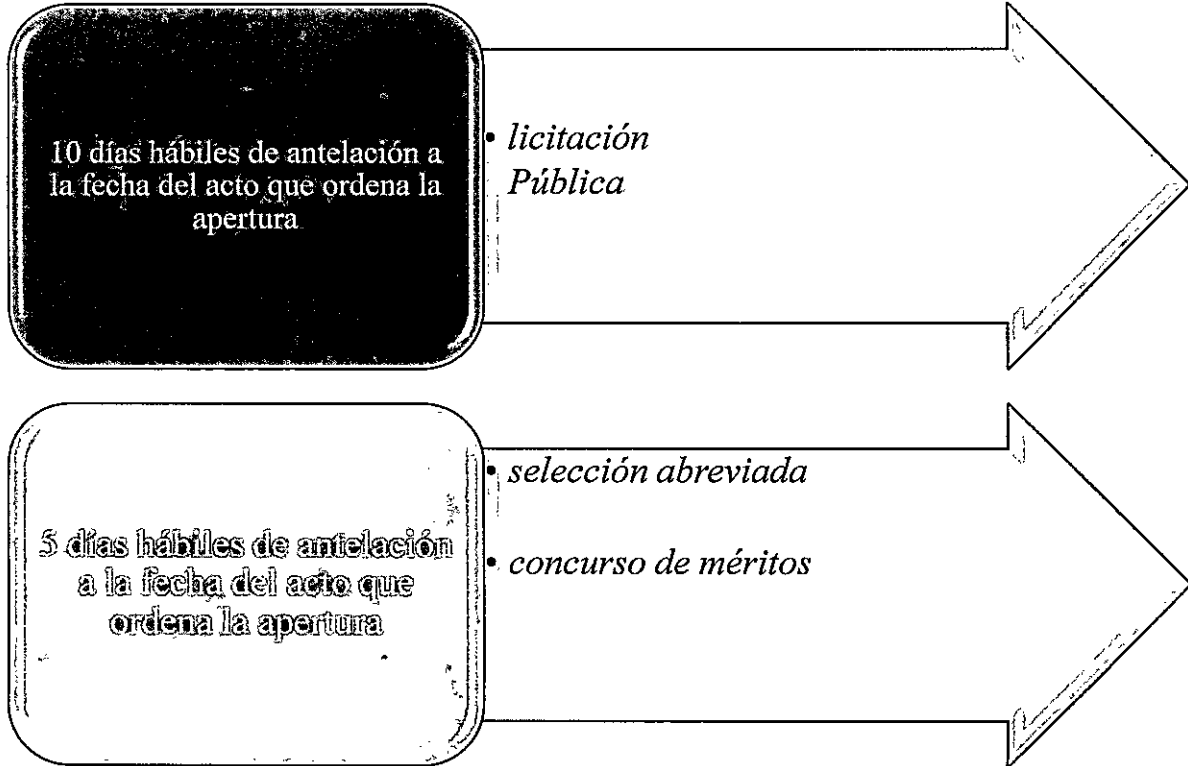 10 días hábiles de antelación a
la fecha del acto que ordena la
apertura
• licitación
Pública
5 días hábiles de antelación
a la fecha del acto que
ordena la apertura
• selección abreviada
• concurso de méritos